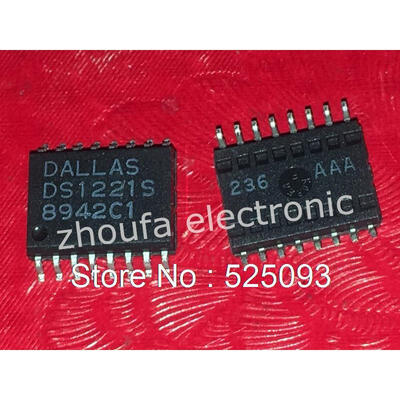 DALLAS
DS1221S
8942C1
236 AAA
zhoufa electronic
Store No : 525093